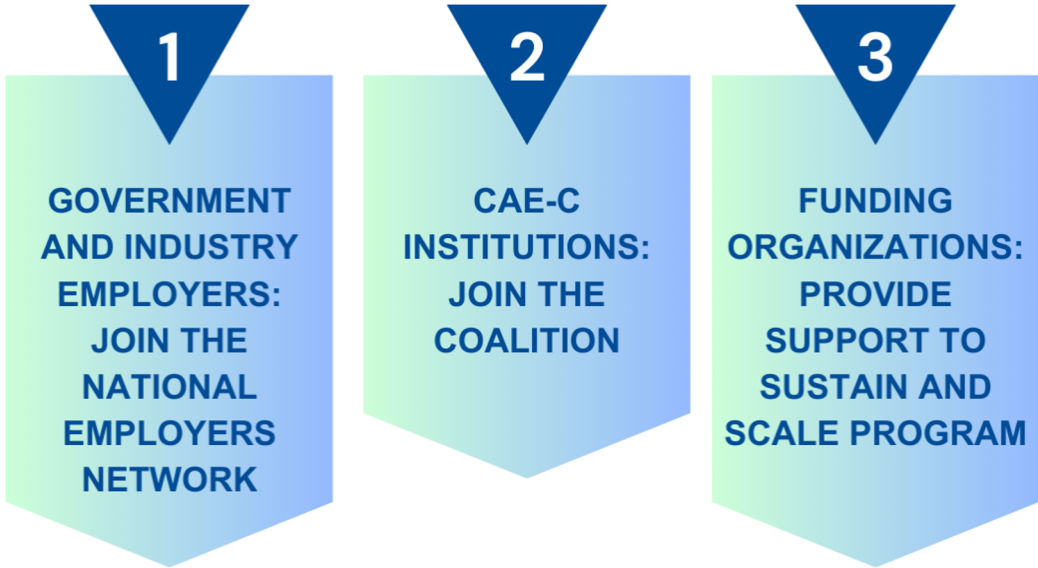 1
GOVERNMENT
AND INDUSTRY
EMPLOYERS:
JOIN THE
NATIONAL
EMPLOYERS
NETWORK
2
CAE-C
INSTITUTIONS:
JOIN THE
COALITION
3
FUNDING
ORGANIZATIONS:
PROVIDE
SUPPORT TO
SUSTAIN AND
SCALE PROGRAM